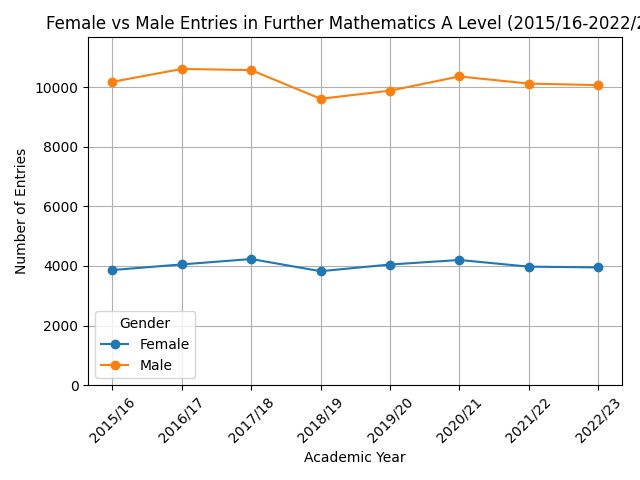 Female vs Male Entries in Further Mathematics A Level (2015/16-2022/2
Number of Entries
10000
8000
6000
4000
2000
0
Gender
Female
Male
2015/16
2016/17
2017/18
2018/19
2019/20
2020/21
2021/22
2022/23
Academic Year